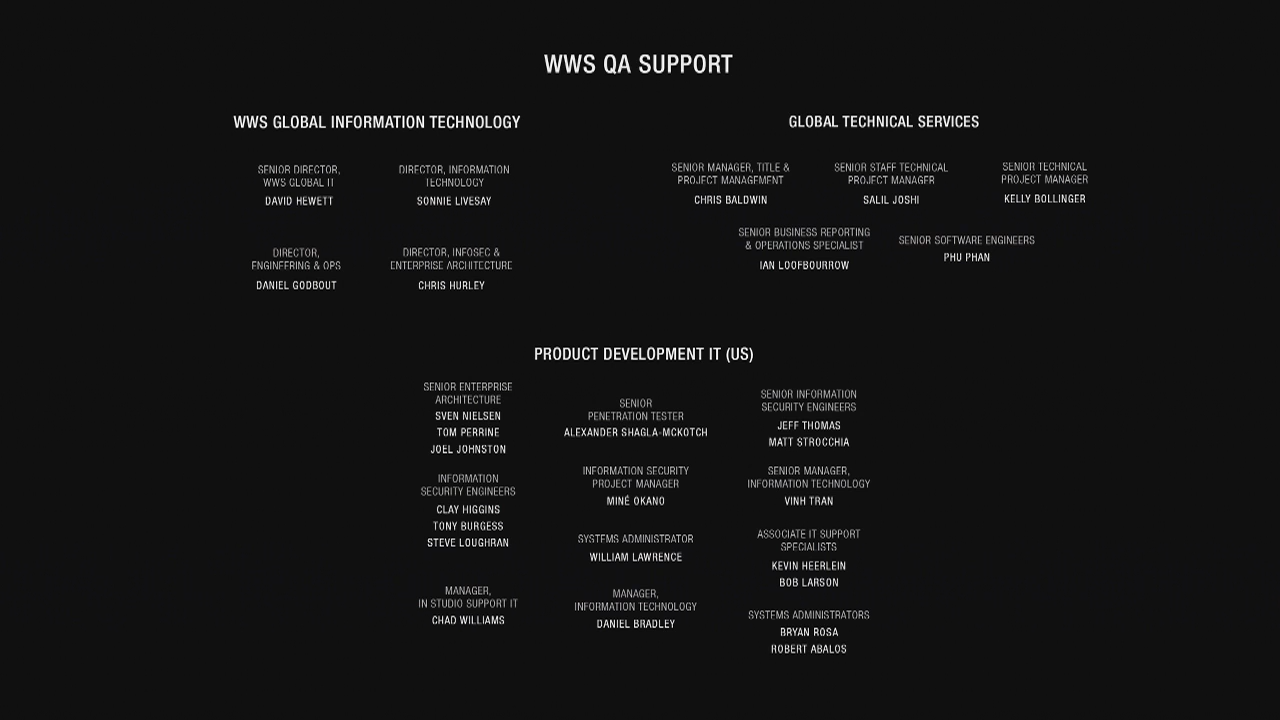 WWS QA SUPPORT
WWS GLOBAL INFORMATION TECHNOLOGY
SENIOR DIRECTOR,
WWS GLOBAL IT
DAVID HEWETT
DIRECTOR, INFORMATION
TECHNOLOGY
SONNIE LIVESAY
DIRECTOR,
ENGINEERING & OPS
DANIEL GODBOUT
DIRECTOR, INFOSEC &
ENTERPRISE ARCHITECTURE
CHRIS HURLEY
GLOBAL TECHNICAL SERVICES
SENIOR MANAGER, TITLE &
PROJECT MANAGEMENT
CHRIS BALDWIN
SENIOR STAFF TECHNICAL
PROJECT MANAGER
SALIL JOSHI
SENIOR TECHNICAL
PROJECT MANAGER
KELLY BOLLINGER
SENIOR BUSINESS REPORTING
& OPERATIONS SPECIALIST
IAN LOOFBOURROW
SENIOR SOFTWARE ENGINEERS
PHU PHAN
PRODUCT DEVELOPMENT IT (US)
SENIOR ENTERPRISE
ARCHITECTURE
SVEN NIELSEN
TOM PERRINE
JOEL JOHNSTON
SENIOR
PENETRATION TESTER
ALEXANDER SHAGLA-MCKOTCH
SENIOR INFORMATION
SECURITY ENGINEERS
JEFF THOMAS
MATT STROCCHIA
INFORMATION
SECURITY ENGINEERS
CLAY HIGGINS
TONY BURGESS
STEVE LOUGHRAN
INFORMATION SECURITY
PROJECT MANAGER
MINÉ OKANO
SENIOR MANAGER,
INFORMATION TECHNOLOGY
VINH TRAN
SYSTEMS ADMINISTRATOR
WILLIAM LAWRENCE
ASSOCIATE IT SUPPORT
SPECIALISTS
KEVIN HEERLEIN
BOB LARSON
MANAGER,
IN STUDIO SUPPORT IT
CHAD WILLIAMS
MANAGER,
INFORMATION TECHNOLOGY
DANIEL BRADLEY
SYSTEMS ADMINISTRATORS
BRYAN ROSA
ROBERT ABALOS